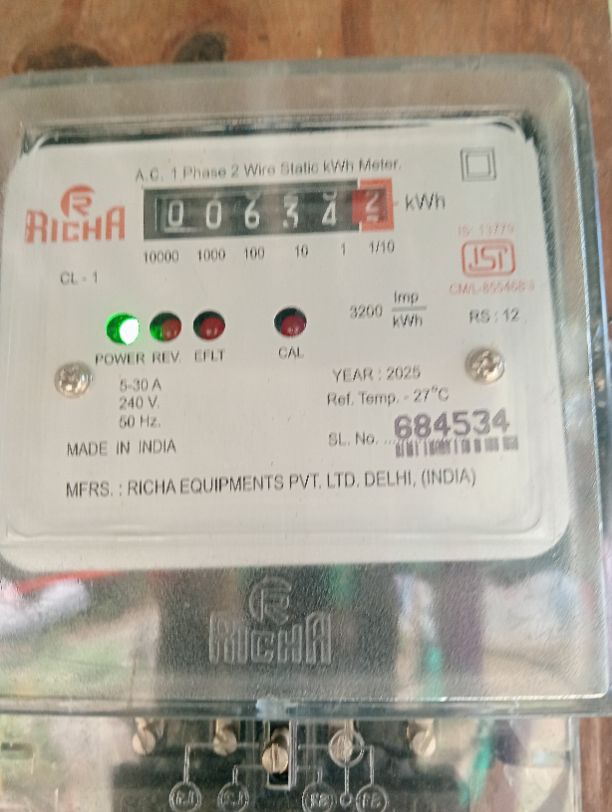 A.C. 1 Phase 2 Wire Static kWh Meter.
RICHA
0 0 6 3 4 2 kWh
10000 1000 100 10 1 1/10
IS: 13779
ISI
CL - 1
3200 Imp/kWh
RS : 12
POWER REV. EFLT CAL
5-30 A
240 V.
50 Hz.
YEAR : 2025
Ref. Temp. - 27°C
SL. No. ... 684534
MADE IN INDIA
MFRS. : RICHA EQUIPMENTS PVT. LTD. DELHI, (INDIA)
RICHA